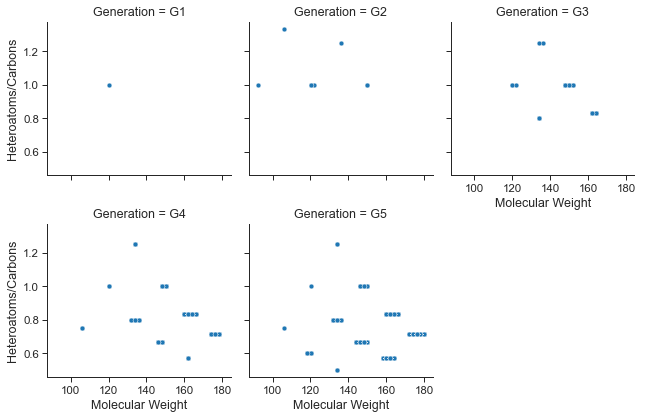 Generation = G1
Generation = G2
Generation = G3
Heteroatoms/Carbons
1.2
1.0
0.8
0.6
100 120 140 160 180
Molecular Weight
Generation = G4
Generation = G5
Heteroatoms/Carbons
1.2
1.0
0.8
0.6
100 120 140 160 180
100 120 140 160 180
Molecular Weight
Molecular Weight